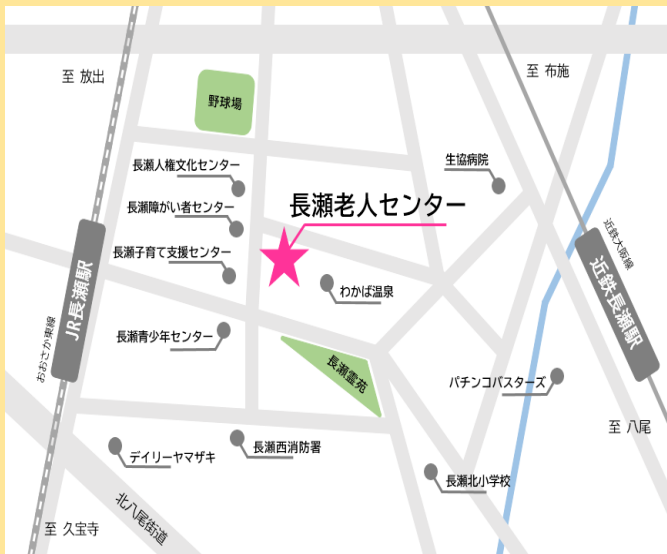 至 放出
至 布施
野球場
生協病院
長瀬人権文化センター
長瀬老人センター
長瀬障がい者センター
近鉄大阪線
長瀬子育て支援センター
近鉄長瀬駅
JR長瀬駅
わかば温泉
おおさか東線
長瀬青少年センター
長瀬霊苑
パチンコバスターズ
至 八尾
長瀬西消防署
デイリーヤマザキ
長瀬北小学校
北八尾街道
至 久宝寺